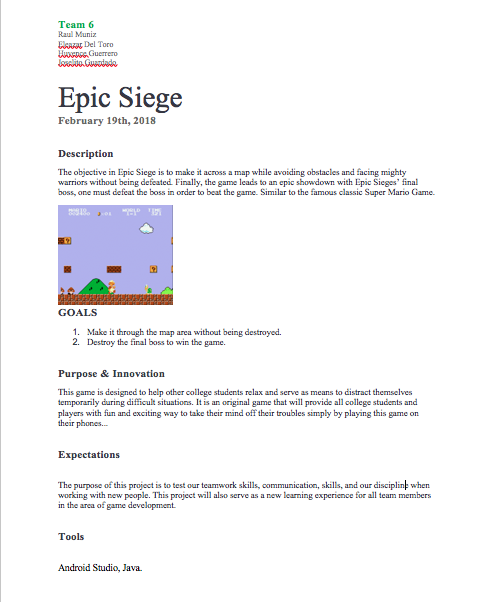 Team 6
Raul Muniz
Eleazar Del Toro
Huyence Guerrero
Joselito Guardado
Epic Siege
February 19th, 2018
Description
The objective in Epic Siege is to make it across a map while avoiding obstacles and facing mighty
warriors without being defeated. Finally, the game leads to an epic showdown with Epic Sieges’ final
boss, one must defeat the boss in order to beat the game. Similar to the famous classic Super Mario Game.
MARIO WORLD TIME
GOALS
1. Make it through the map area without being destroyed.
2. Destroy the final boss to win the game.
Purpose & Innovation
This game is designed to help other college students relax and serve as means to distract themselves
temporarily during difficult situations. It is an original game that will provide all college students and
players with fun and exciting way to take their mind off their troubles simply by playing this game on
their phones...
Expectations
The purpose of this project is to test our teamwork skills, communication, skills, and our discipline when
working with new people. This project will also serve as a new learning experience for all team members
in the area of game development.
Tools
Android Studio, Java.